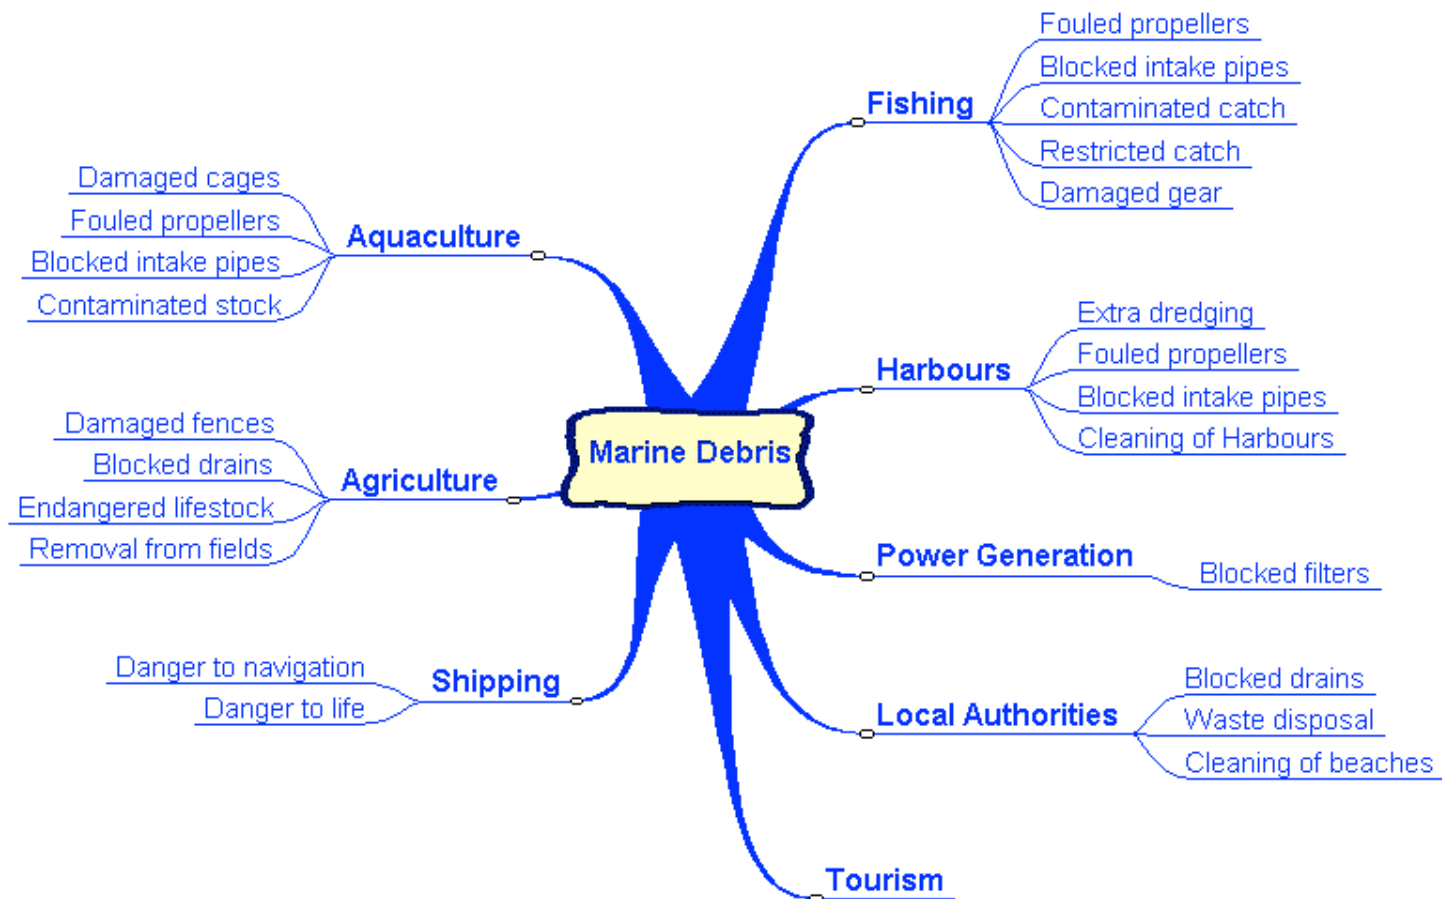 Fouled propellers
Blocked intake pipes
Fishing
Contaminated catch
Restricted catch
Damaged gear
Damaged cages
Fouled propellers
Aquaculture
Blocked intake pipes
Contaminated stock
Extra dredging
Fouled propellers
Harbours
Blocked intake pipes
Cleaning of Harbours
Marine Debris
Damaged fences
Blocked drains
Agriculture
Endangered lifestock
Removal from fields
Power Generation
Blocked filters
Danger to navigation
Shipping
Danger to life
Blocked drains
Local Authorities
Waste disposal
Cleaning of beaches
Tourism